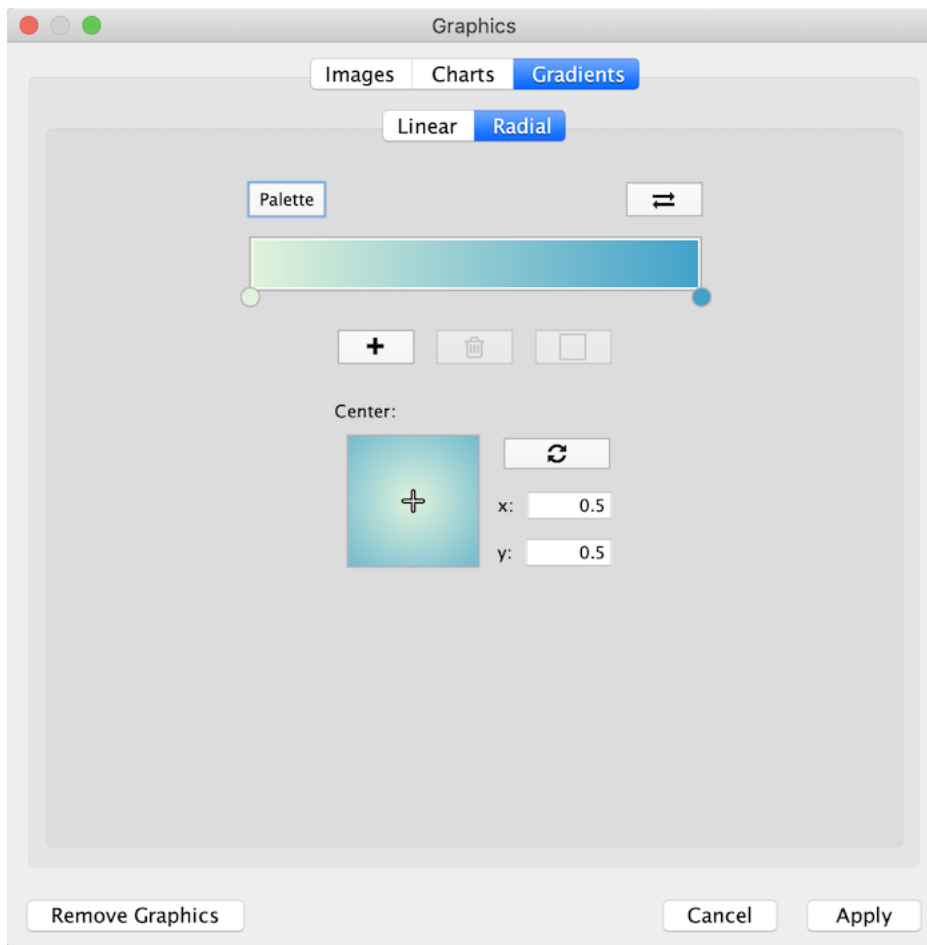 Graphics
Images Charts Gradients
Linear Radial
Palette
Center:
x: 0.5
y: 0.5
Remove Graphics Cancel Apply